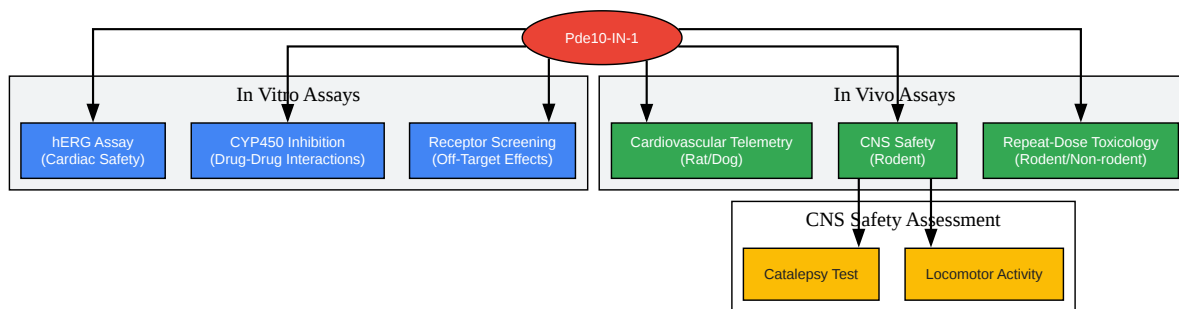 Pde10-IN-1
In Vitro Assays
In Vivo Assays
hERG Assay
(Cardiac Safety)
CYP450 Inhibition
(Drug-Drug Interactions)
Receptor Screening
(Off-Target Effects)
Cardiovascular Telemetry
(Rat/Dog)
CNS Safety
(Rodent)
Repeat-Dose Toxicology
(Rodent/Non-rodent)
CNS Safety Assessment
Catalepsy Test
Locomotor Activity